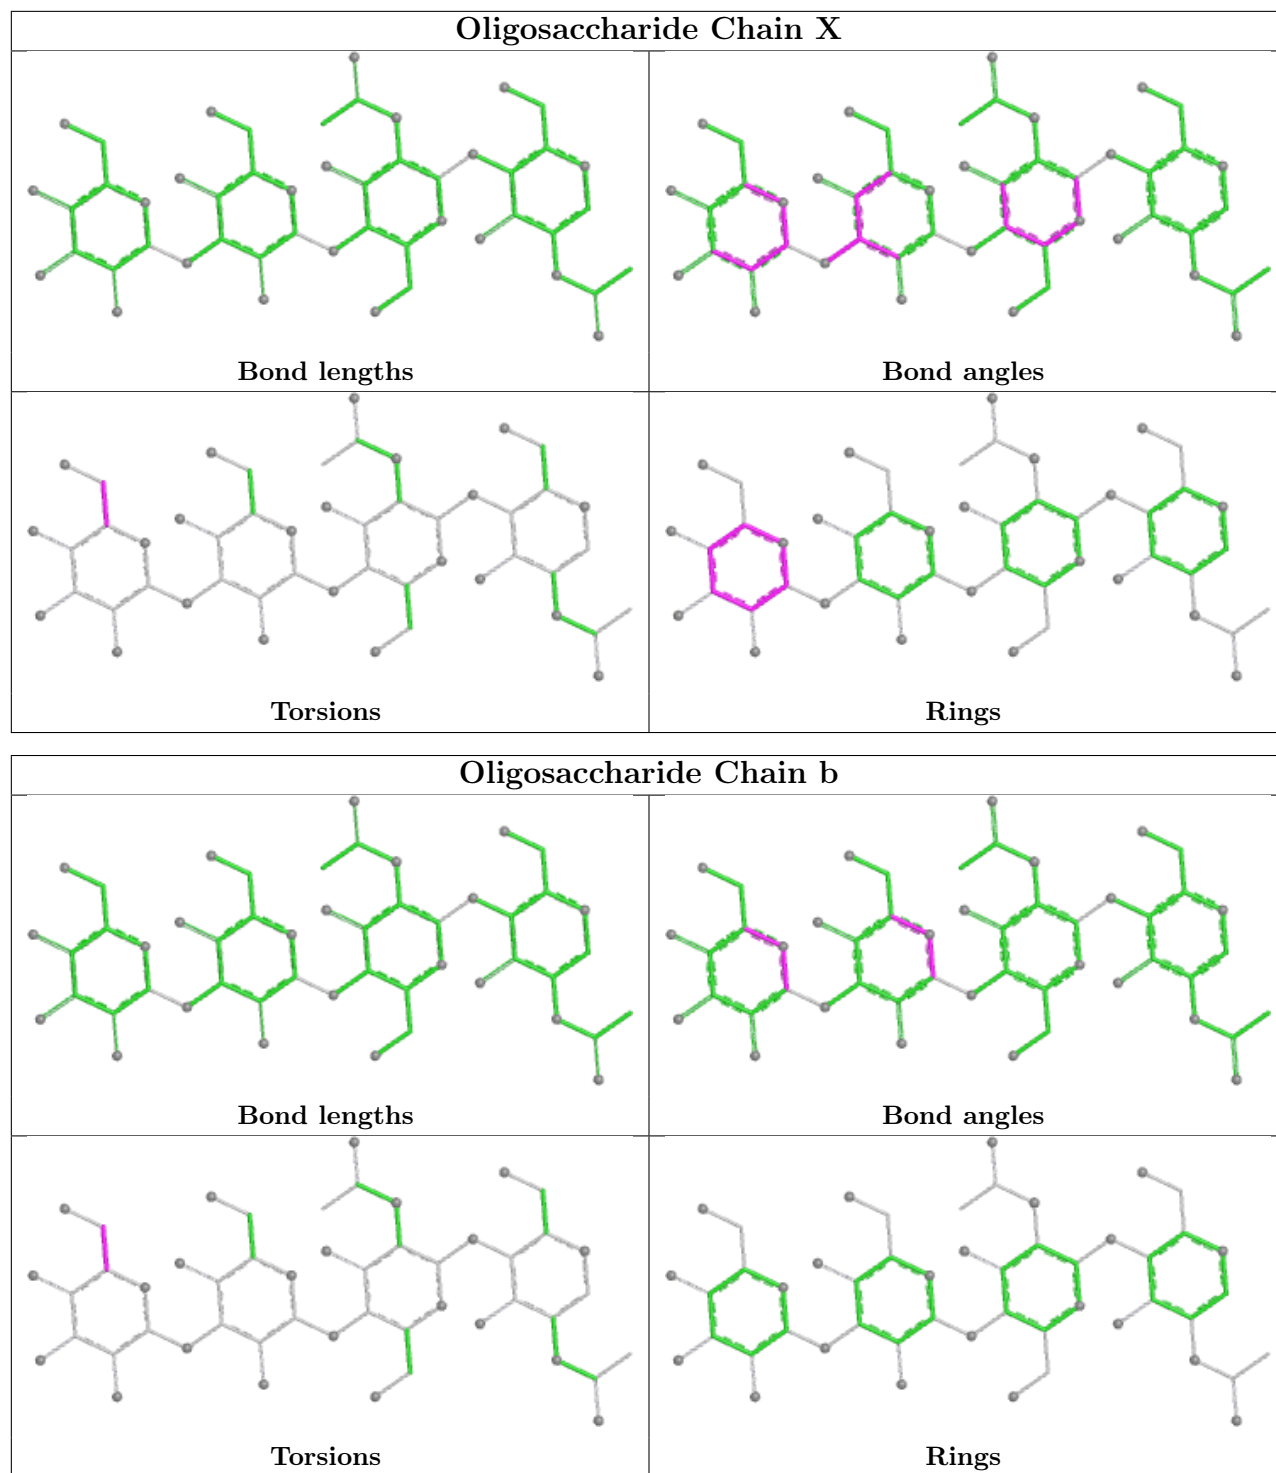 Oligosaccharide Chain X
Bond lengths
Bond angles
Torsions
Rings
Oligosaccharide Chain b
Bond lengths
Bond angles
Torsions
Rings